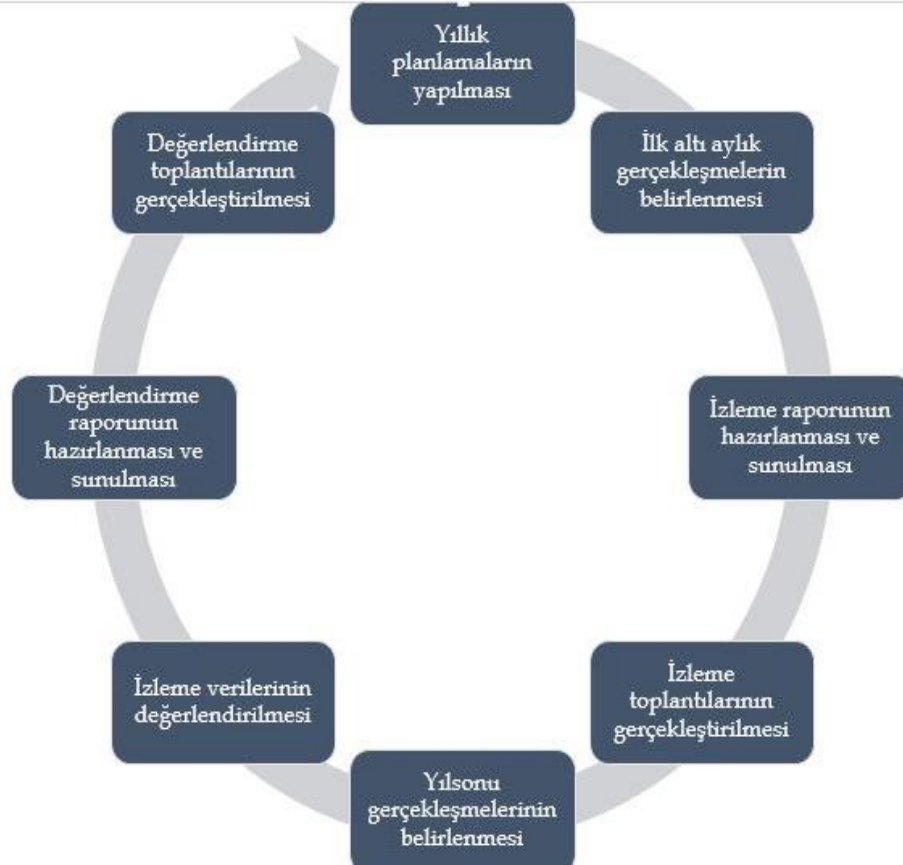 Yıllık
planlamaların
yapılması
İlk altı aylık
gerçekleşmelerin
belirlenmesi
İzleme raporunun
hazırlanması ve
sunulması
İzleme
toplantılarının
gerçekleştirilmesi
Yılsonu
gerçekleşmelerinin
belirlenmesi
İzleme verilerinin
değerlendirilmesi
Değerlendirme
raporunun
hazırlanması ve
sunulması
Değerlendirme
toplantılarının
gerçekleştirilmesi